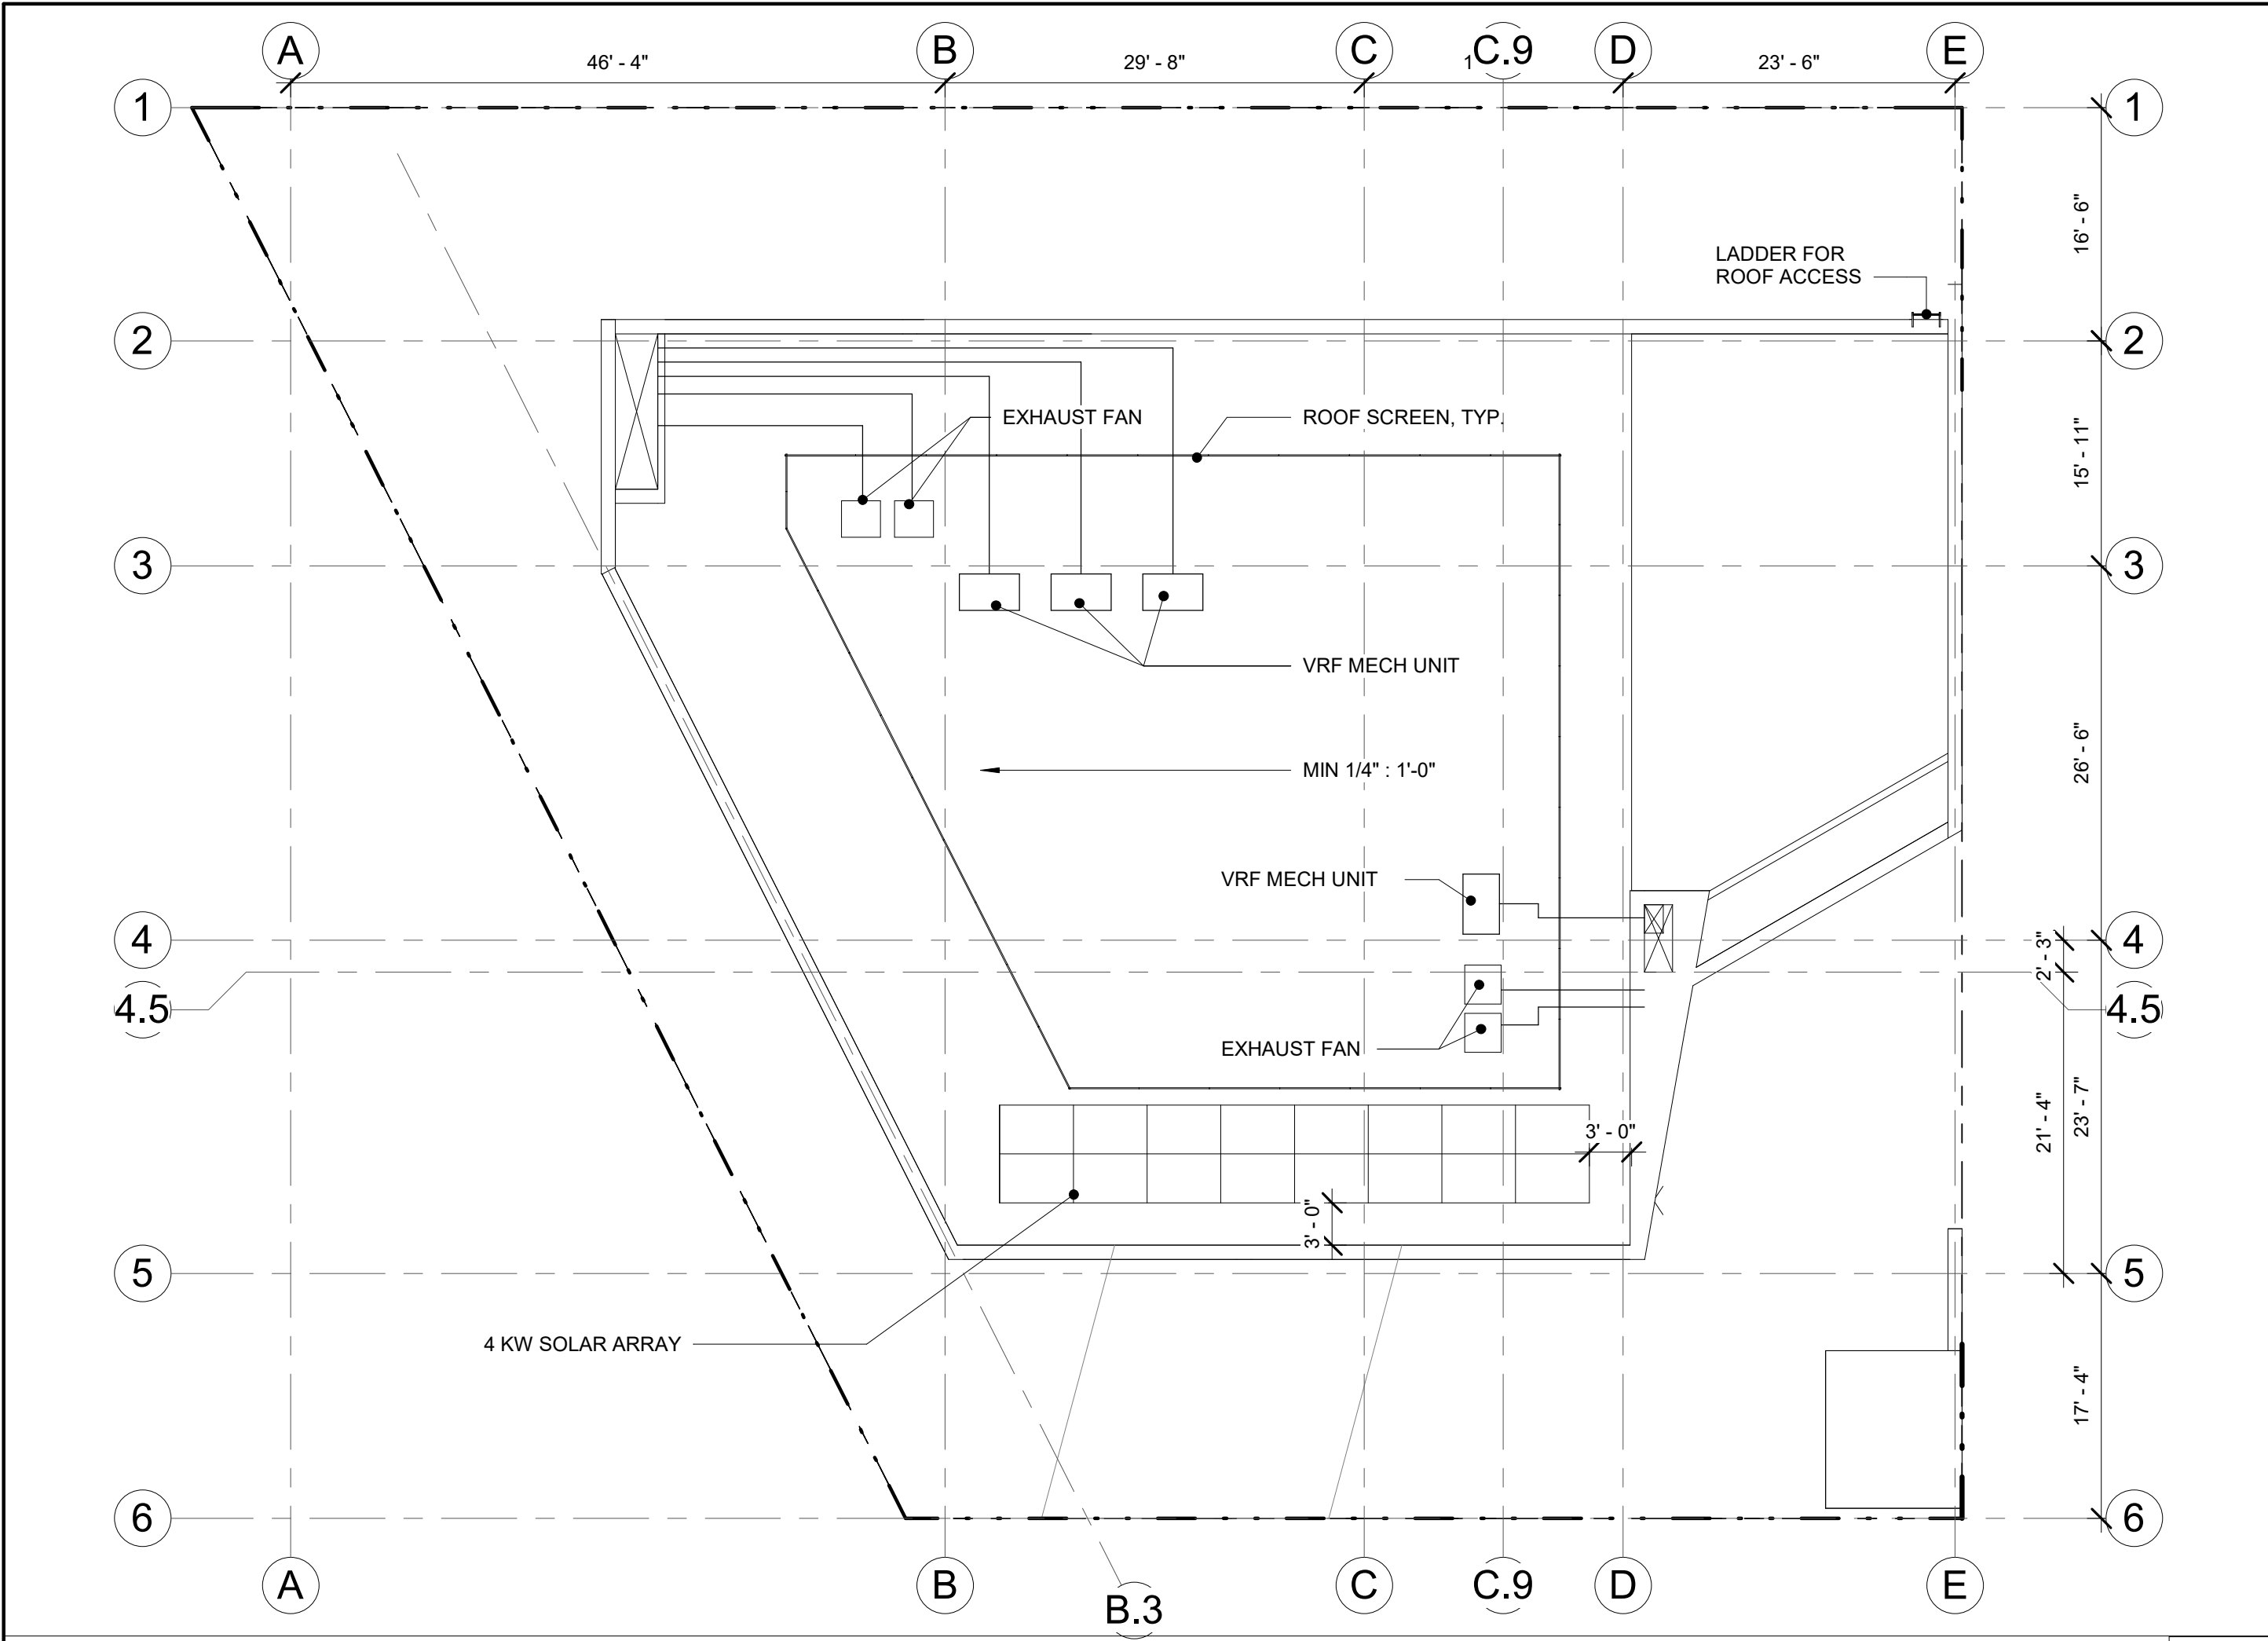 A
B
C
C.9
D
E
46' - 4"
29' - 8"
1
23' - 6"
1
1
16' - 6"
LADDER FOR
ROOF ACCESS
2
2
EXHAUST FAN
ROOF SCREEN, TYP.
15' - 11"
3
3
VRF MECH UNIT
MIN 1/4" : 1'-0"
26' - 6"
VRF MECH UNIT
4
4
2' - 3"
4.5
4.5
EXHAUST FAN
3' - 0"
21' - 4"
23' - 7"
3' - 0"
5
5
4 KW SOLAR ARRAY
17' - 4"
6
6
A
B
B.3
C
C.9
D
E